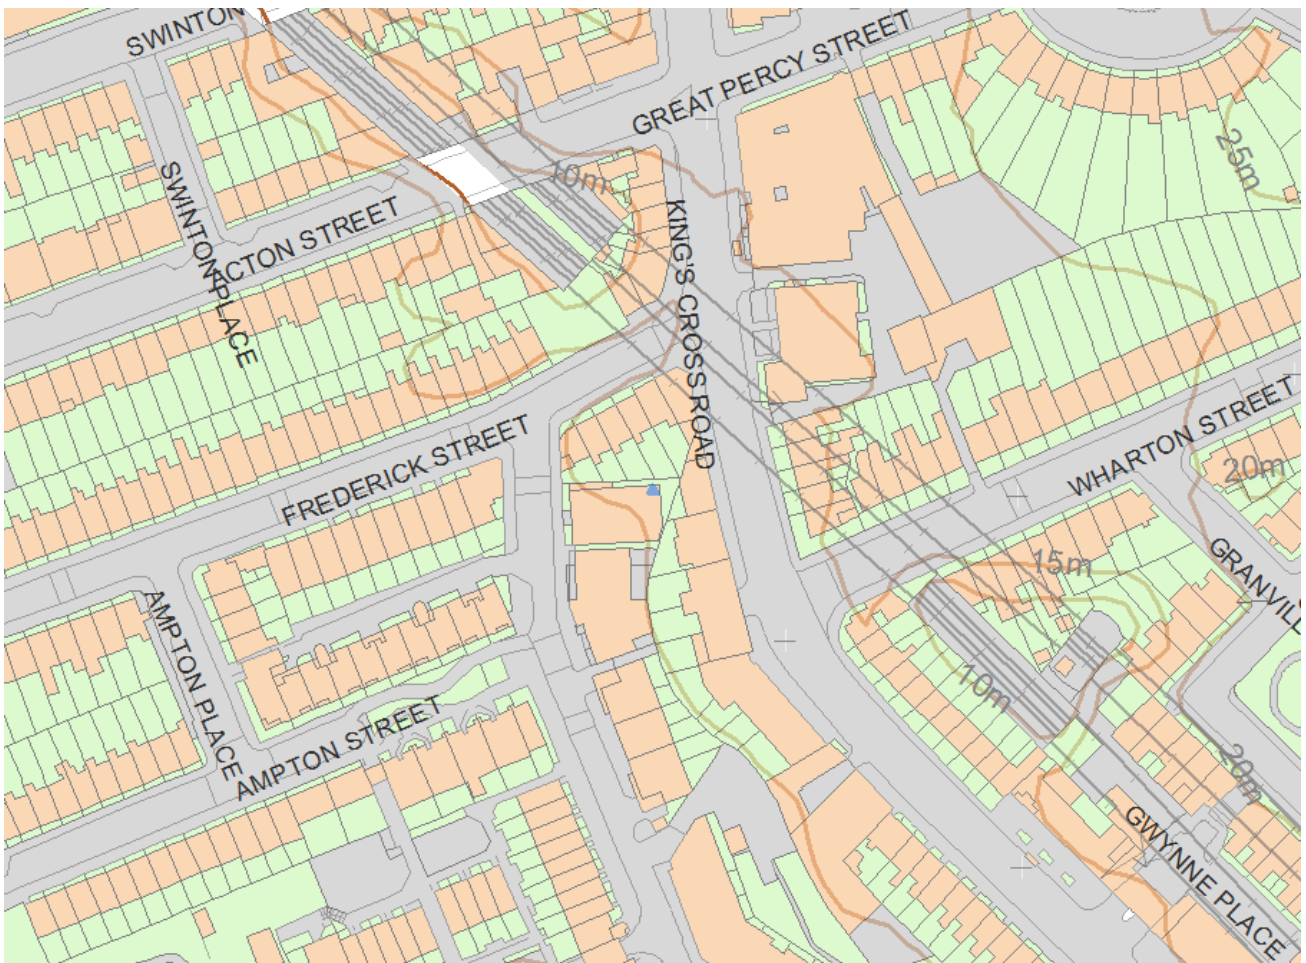 SWINTON
GREAT PERCY STREET
25m
10m
SWINTON PLACE
ACTON STREET
KING'S CROSS ROAD
WHARTON STREET
20m
FREDERICK STREET
15m
GRANVILL
AMPTON PLACE
10m
AMPTON STREET
20m
GWYNNE PLACE